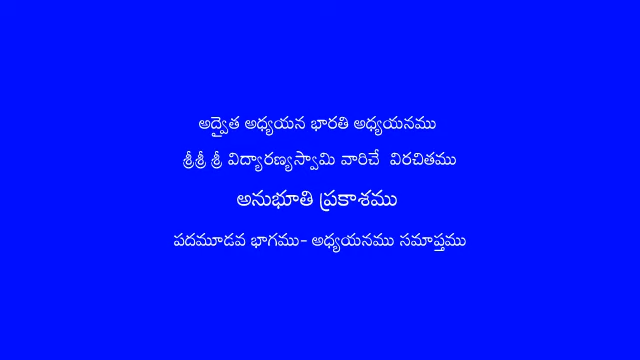 అద్వైత అధ్యయన భారతి అధ్యయనము
శ్రీశ్రీ శ్రీ విద్యారణ్యస్వామి వారిచే విరచితము
అనుభూతి ప్రకాశము
పదమూడవ భాగము- అధ్యయనము సమాప్తము